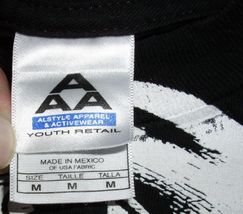 A
AAA
ALSTYLE APPAREL
& ACTIVEWEAR
YOUTH RETAIL
MADE IN MEXICO
OF USA FABRIC
SIZE TAILLE TALLA
M M M